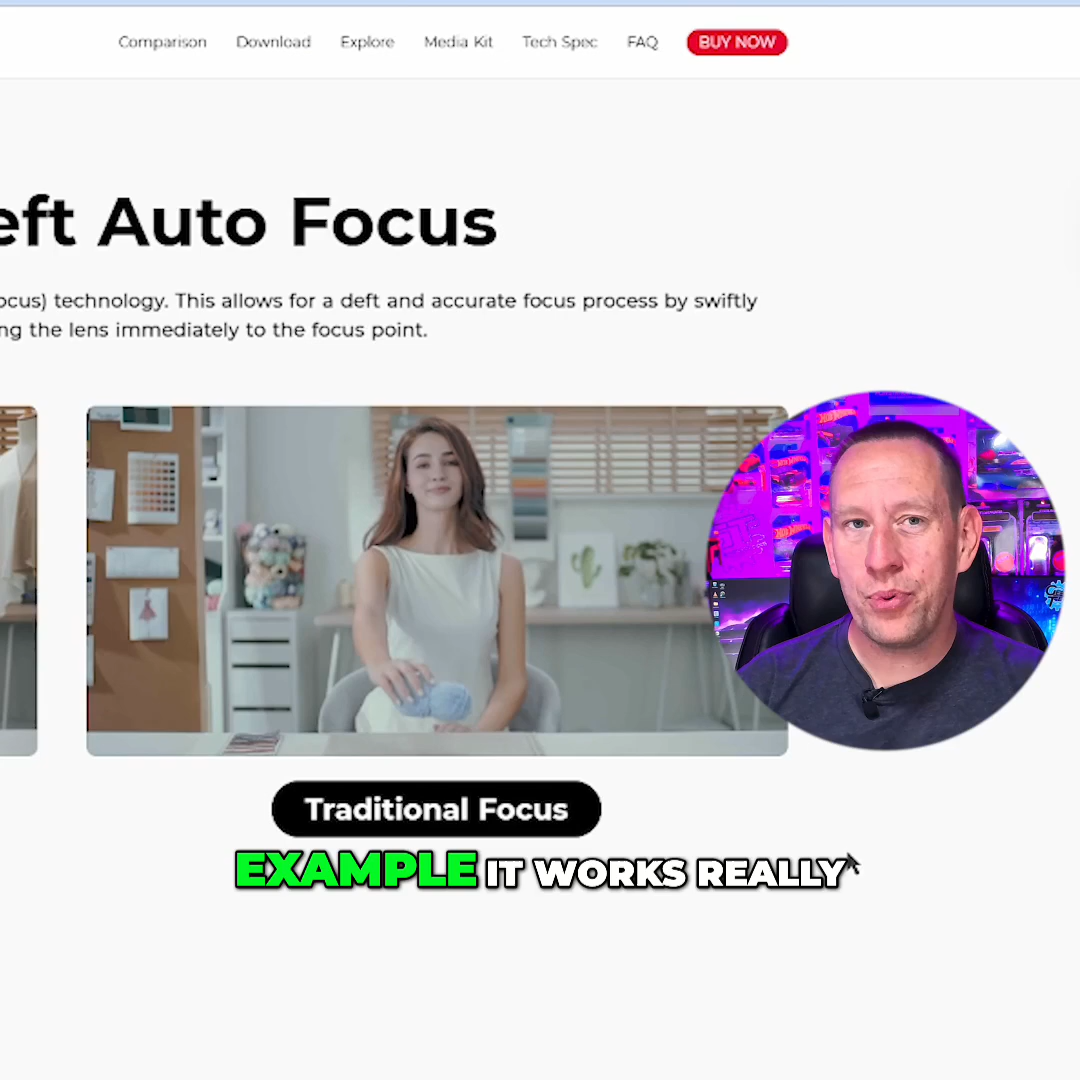 Comparison Download Explore Media Kit Tech Spec FAQ BUY NOW
eft Auto Focus
ocus) technology. This allows for a deft and accurate focus process by swiftly
ng the lens immediately to the focus point.
Traditional Focus
EXAMPLE IT WORKS REALLY